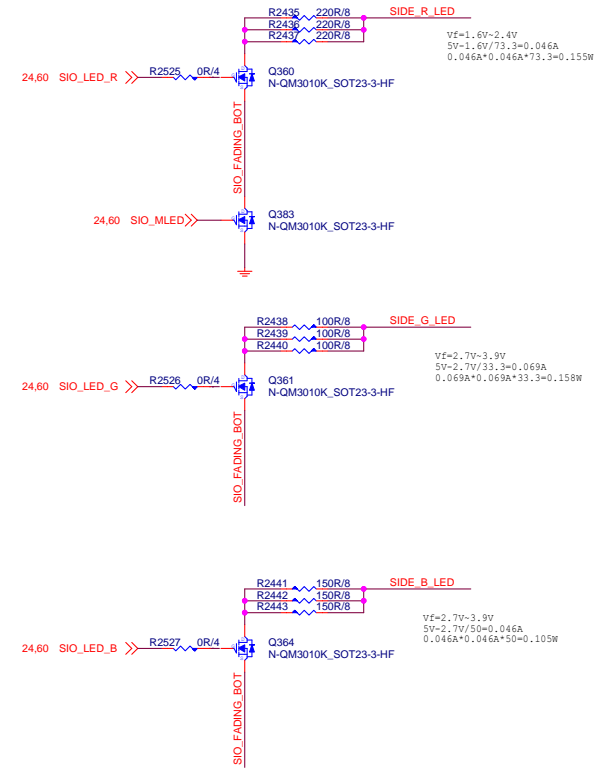 R2435 220R/8 SIDE_R_LED
R2436 220R/8
R2437 220R/8
Vf=1.6V~2.4V
5V-1.6V/73.3=0.046A
0.046A*0.046A*73.3=0.155W
24,60 SIO_LED_R R2525 0R/4
Q360
N-QM3010K_SOT23-3-HF
SIO_FADING_BOT
24,60 SIO_MLED
Q383
N-QM3010K_SOT23-3-HF
R2438 100R/8 SIDE_G_LED
R2439 100R/8
R2440 100R/8
Vf=2.7V~3.9V
5V-2.7V/33.3=0.069A
0.069A*0.069A*33.3=0.158W
24,60 SIO_LED_G R2526 0R/4
Q361
N-QM3010K_SOT23-3-HF
SIO_FADING_BOT
R2441 150R/8 SIDE_B_LED
R2442 150R/8
R2443 150R/8
Vf=2.7V~3.9V
5V-2.7V/50=0.046A
0.046A*0.046A*50=0.105W
24,60 SIO_LED_B R2527 0R/4
Q364
N-QM3010K_SOT23-3-HF
SIO_FADING_BOT